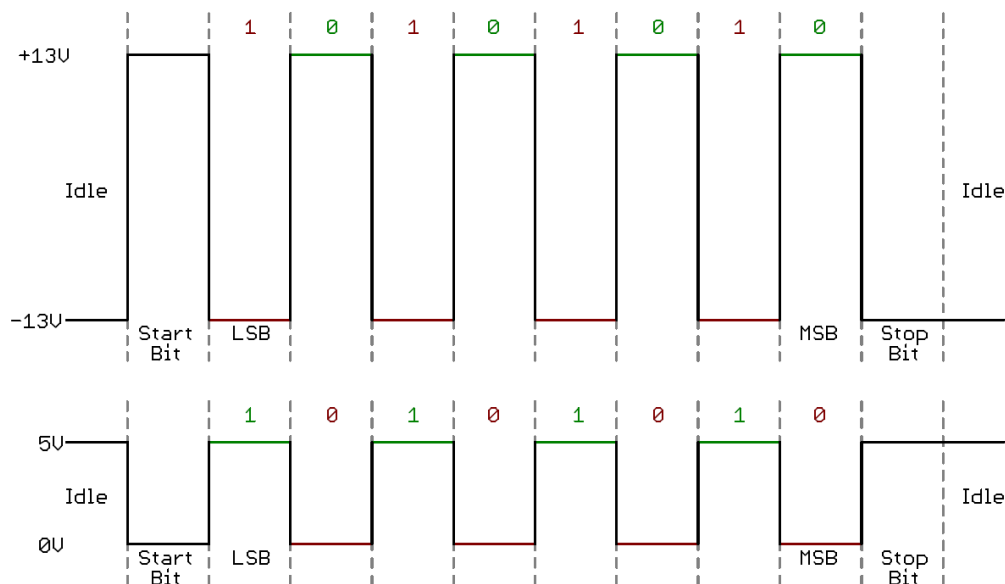 1 0 1 0 1 0 1 0
+13V
Idle Idle
-13V
Start LSB MSB Stop
Bit Bit
1 0 1 0 1 0 1 0
5V
Idle Idle
0V
Start LSB MSB Stop
Bit Bit